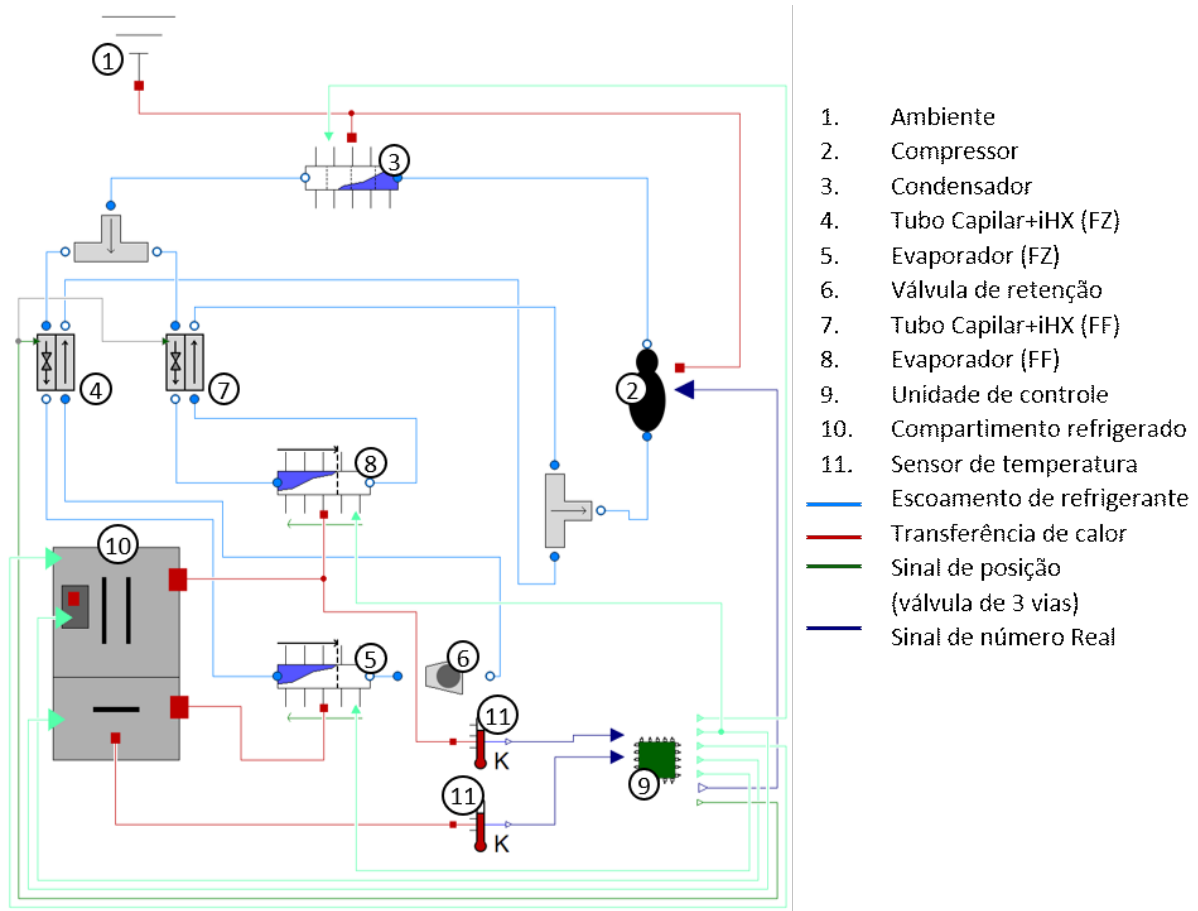 1
3
4
7
2
8
10
5
6
11
K
9
11
K
1. Ambiente
2. Compressor
3. Condensador
4. Tubo Capilar+iHX (FZ)
5. Evaporador (FZ)
6. Válvula de retenção
7. Tubo Capilar+iHX (FF)
8. Evaporador (FF)
9. Unidade de controle
10. Compartimento refrigerado
11. Sensor de temperatura
Escoamento de refrigerante
Transferência de calor
Sinal de posição
(válvula de 3 vias)
Sinal de número Real